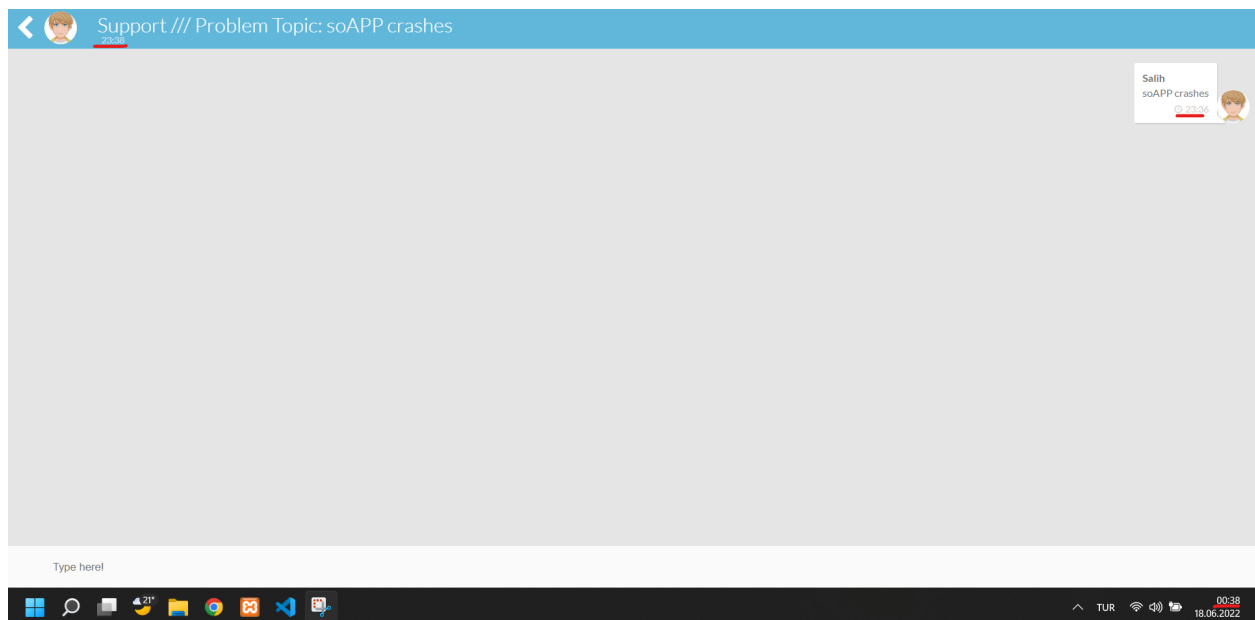 Support /// Problem Topic: soAPP crashes
23:38
Salih
soAPP crashes
23:36
Type here!
21°
TUR
00:38
18.06.2022